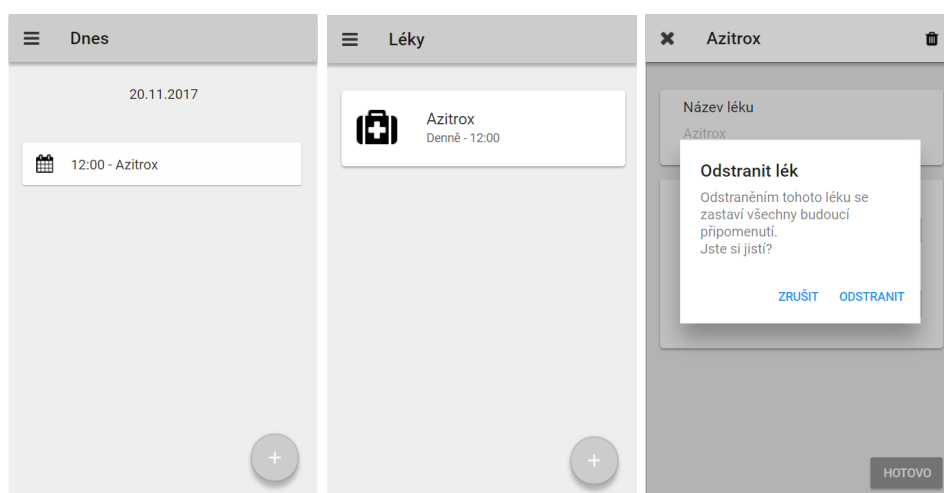 Dnes
20.11.2017
12:00 - Azitrox
+
Léky
Azitrox
Denně - 12:00
+
Azitrox
Název léku
Azitrox
Odstranit lék
Odstraněním tohoto léku se
zastaví všechny budoucí
připomenutí.
Jste si jistí?
ZRUŠIT ODSTRANIT
HOTOVO